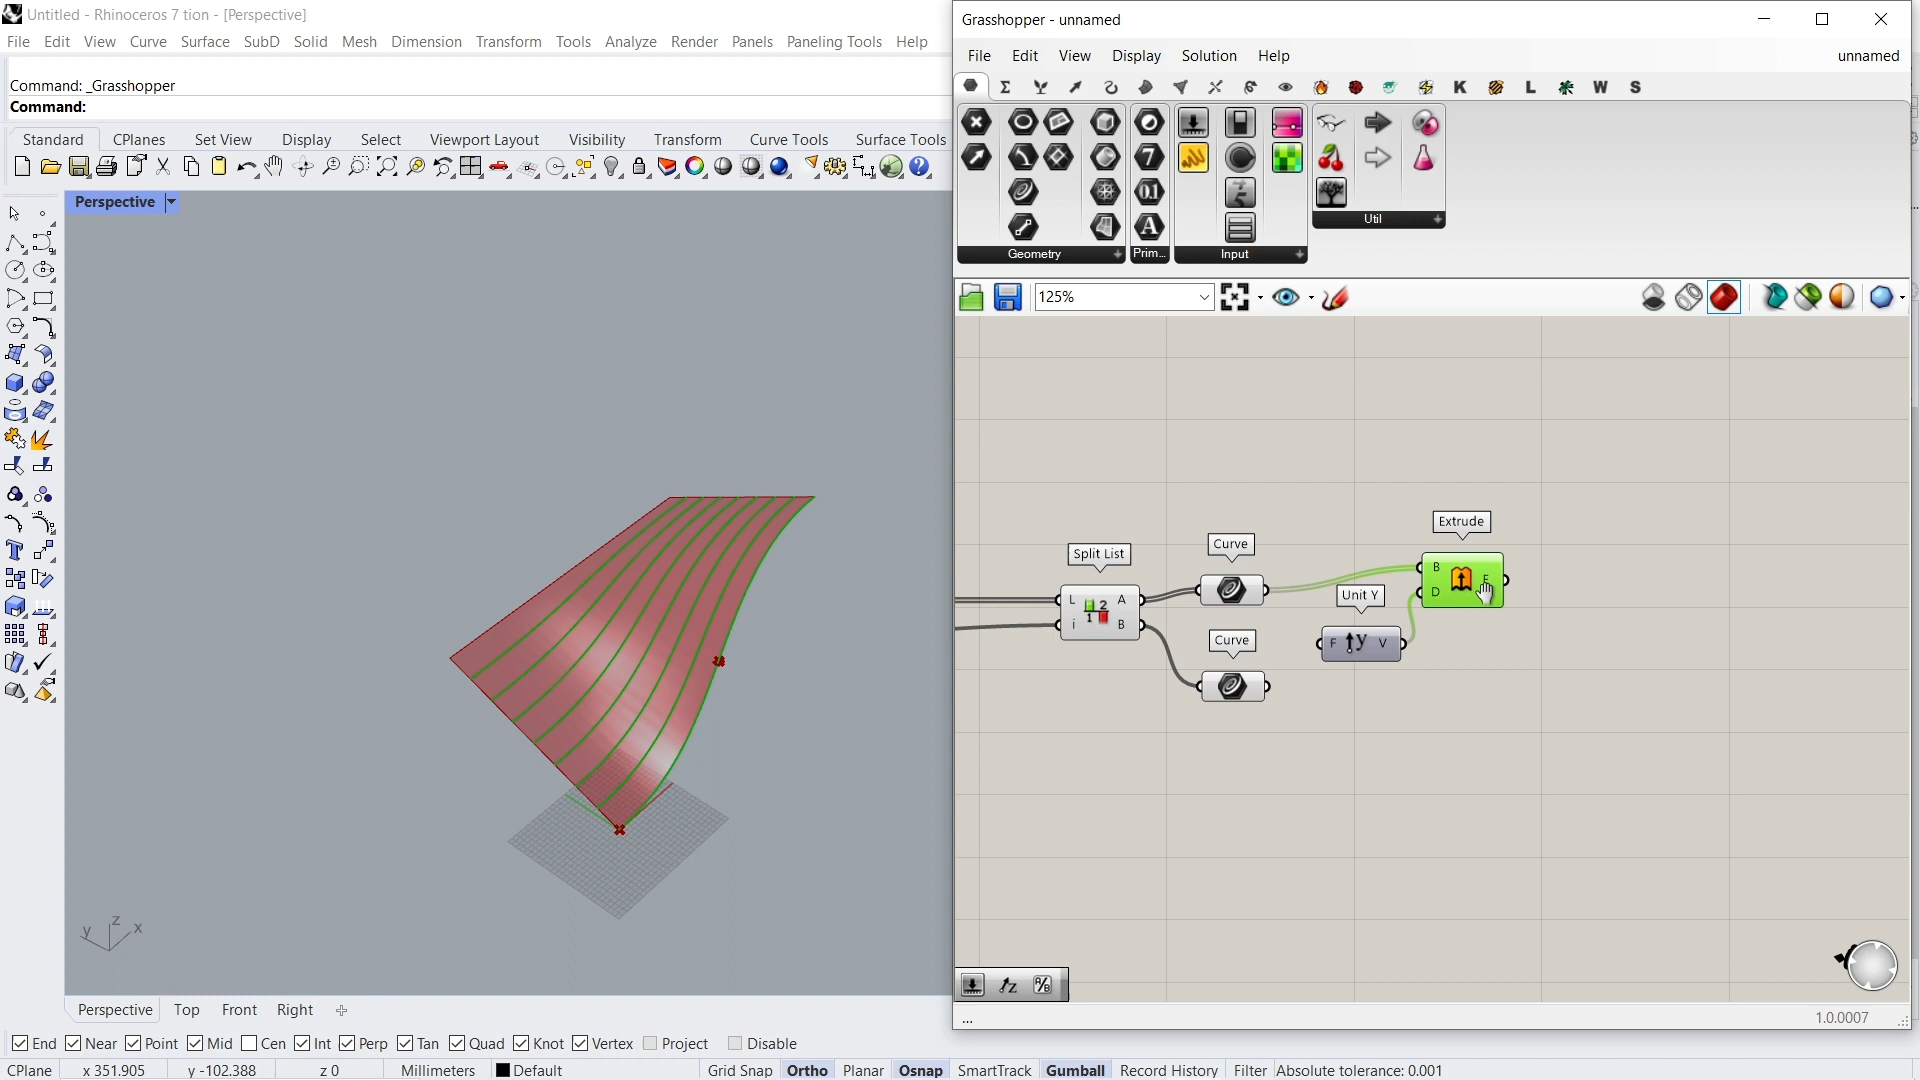 Untitled - Rhinoceros 7 tion - [Perspective]
File Edit View Curve Surface SubD Solid Mesh Dimension Transform Tools Analyze Render Panels Paneling Tools Help
Command: _Grasshopper
Command:
Standard CPlanes Set View Display Select Viewport Layout Visibility Transform Curve Tools Surface Tools
Perspective
y z x
Perspective Top Front Right
End Near Point Mid Cen Int Perp Tan Quad Knot Vertex Project Disable
CPlane x 351.905 y -102.388 z 0 Millimeters Default Grid Snap Ortho Planar Osnap SmartTrack Gumball Record History Filter Absolute tolerance: 0.001
Grasshopper - unnamed
File Edit View Display Solution Help unnamed
K L W S
7
0.1
A
Geometry Prim... Input Util
125%
Extrude
Split List Curve
B
D
L A
i B
2
1
Unit Y
F y V
Curve
z A/B
... 1.0.0007